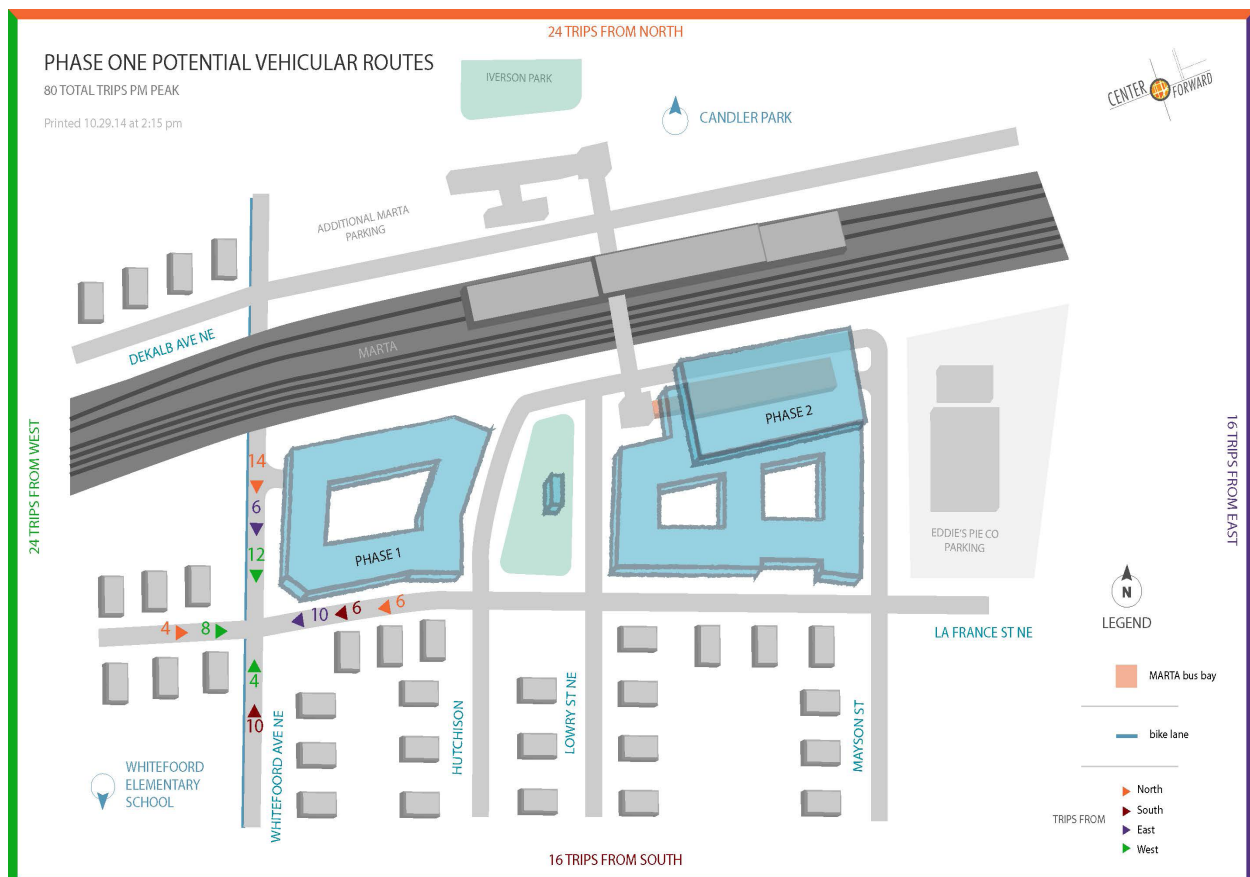 24 TRIPS FROM NORTH
PHASE ONE POTENTIAL VEHICULAR ROUTES
80 TOTAL TRIPS PM PEAK
Printed 10.29.14 at 2:15 pm
IVERSON PARK
CANDLER PARK
CENTER FORWARD
ADDITIONAL MARTA
PARKING
DEKALB AVE NE
MARTA
24 TRIPS FROM WEST
16 TRIPS FROM EAST
14
6
12
PHASE 1
PHASE 2
EDDIE'S PIE CO
PARKING
4
8
10
6
6
4
10
N
LEGEND
LA FRANCE ST NE
MARTA bus bay
bike lane
TRIPS FROM
North
South
East
West
WHITEFOORD
ELEMENTARY
SCHOOL
WHITEFOORD AVE NE
HUTCHISON
LOWRY ST NE
MAYSON ST
16 TRIPS FROM SOUTH